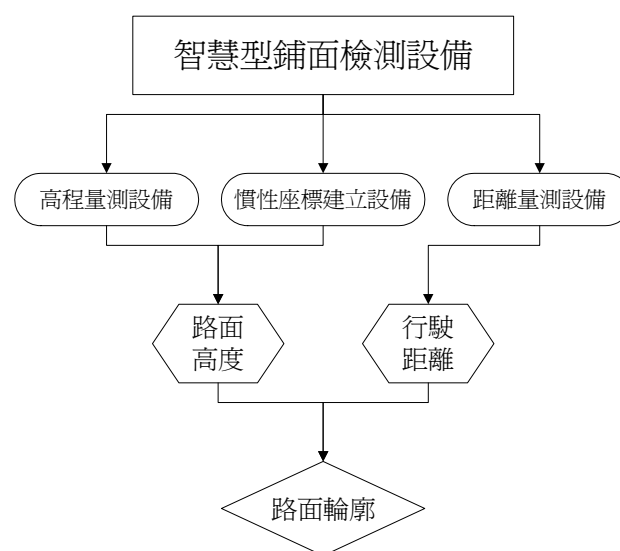 智慧型鋪面檢測設備
高程量測設備
慣性座標建立設備
距離量測設備
路面
高度
行駛
距離
路面輪廓